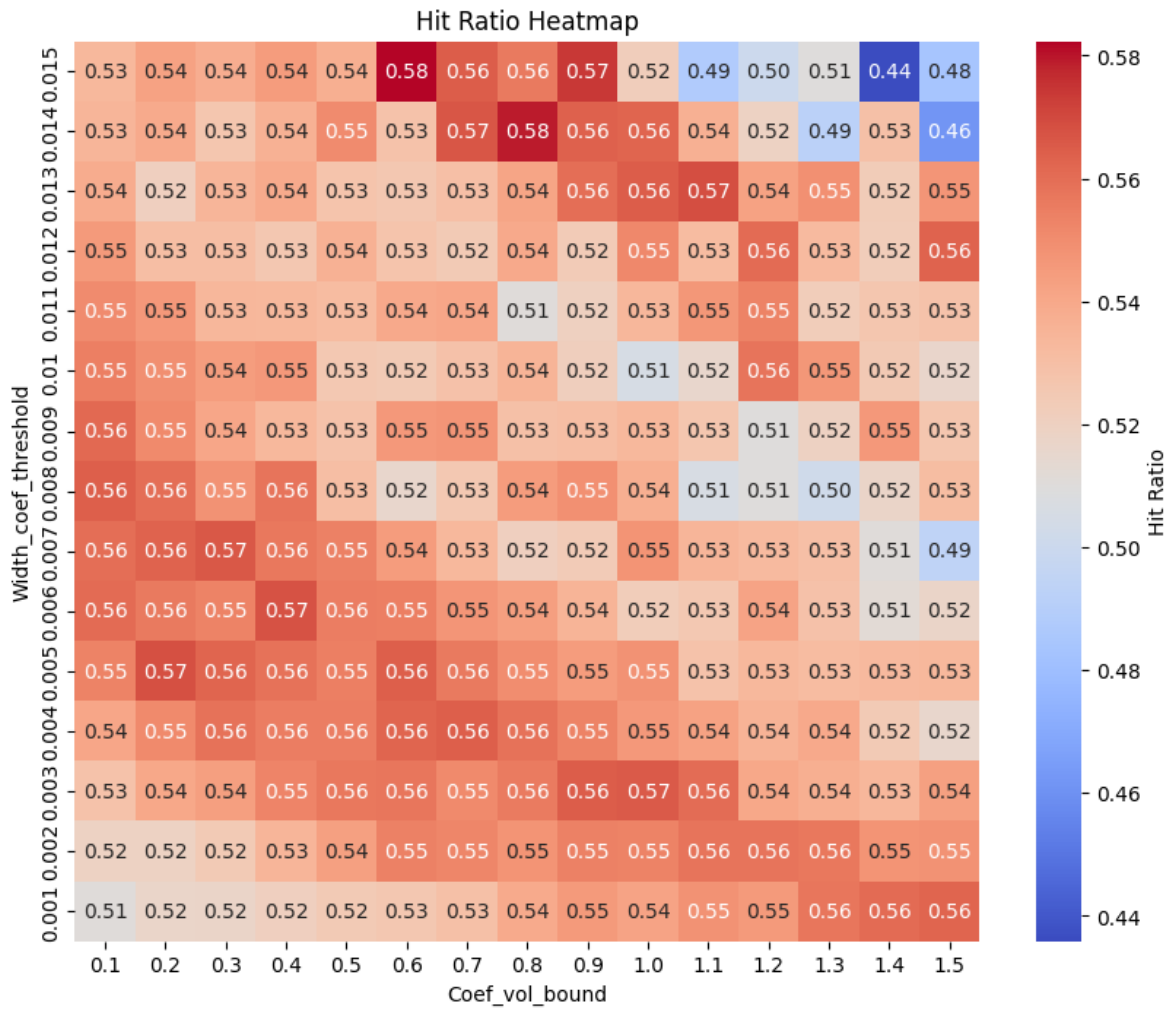 Hit Ratio Heatmap
0.015 0.53 0.54 0.54 0.54 0.54 0.58 0.56 0.56 0.57 0.52 0.49 0.50 0.51 0.44 0.48
0.014 0.53 0.54 0.53 0.54 0.55 0.53 0.57 0.58 0.56 0.56 0.54 0.52 0.49 0.53 0.46
0.013 0.54 0.52 0.53 0.54 0.53 0.53 0.53 0.54 0.56 0.56 0.57 0.54 0.55 0.52 0.55
0.012 0.55 0.53 0.53 0.53 0.54 0.53 0.52 0.54 0.52 0.55 0.53 0.56 0.53 0.52 0.56
0.011 0.55 0.55 0.53 0.53 0.53 0.54 0.54 0.51 0.52 0.53 0.55 0.55 0.52 0.53 0.53
0.01 0.55 0.55 0.54 0.55 0.53 0.52 0.53 0.54 0.52 0.51 0.52 0.56 0.55 0.52 0.52
0.009 0.56 0.55 0.54 0.53 0.53 0.55 0.55 0.53 0.53 0.53 0.53 0.51 0.52 0.55 0.53
0.008 0.56 0.56 0.55 0.56 0.53 0.52 0.53 0.54 0.55 0.54 0.51 0.51 0.50 0.52 0.53
0.007 0.56 0.56 0.57 0.56 0.55 0.54 0.53 0.52 0.52 0.55 0.53 0.53 0.53 0.51 0.49
0.006 0.56 0.56 0.55 0.57 0.56 0.55 0.55 0.54 0.54 0.52 0.53 0.54 0.53 0.51 0.52
0.005 0.55 0.57 0.56 0.56 0.55 0.56 0.56 0.55 0.55 0.55 0.53 0.53 0.53 0.53 0.53
0.004 0.54 0.55 0.56 0.56 0.56 0.56 0.56 0.56 0.56 0.55 0.54 0.54 0.54 0.52 0.52
0.003 0.53 0.54 0.54 0.55 0.56 0.56 0.55 0.56 0.56 0.57 0.56 0.54 0.54 0.53 0.54
0.002 0.52 0.52 0.52 0.53 0.54 0.55 0.55 0.55 0.55 0.55 0.56 0.56 0.56 0.55 0.55
0.001 0.51 0.52 0.52 0.52 0.52 0.53 0.53 0.54 0.55 0.54 0.55 0.55 0.56 0.56 0.56
0.1 0.2 0.3 0.4 0.5 0.6 0.7 0.8 0.9 1.0 1.1 1.2 1.3 1.4 1.5
Coef_vol_bound
Width_coef_threshold
0.58
0.56
0.54
0.52
0.50
0.48
0.46
0.44
Hit Ratio